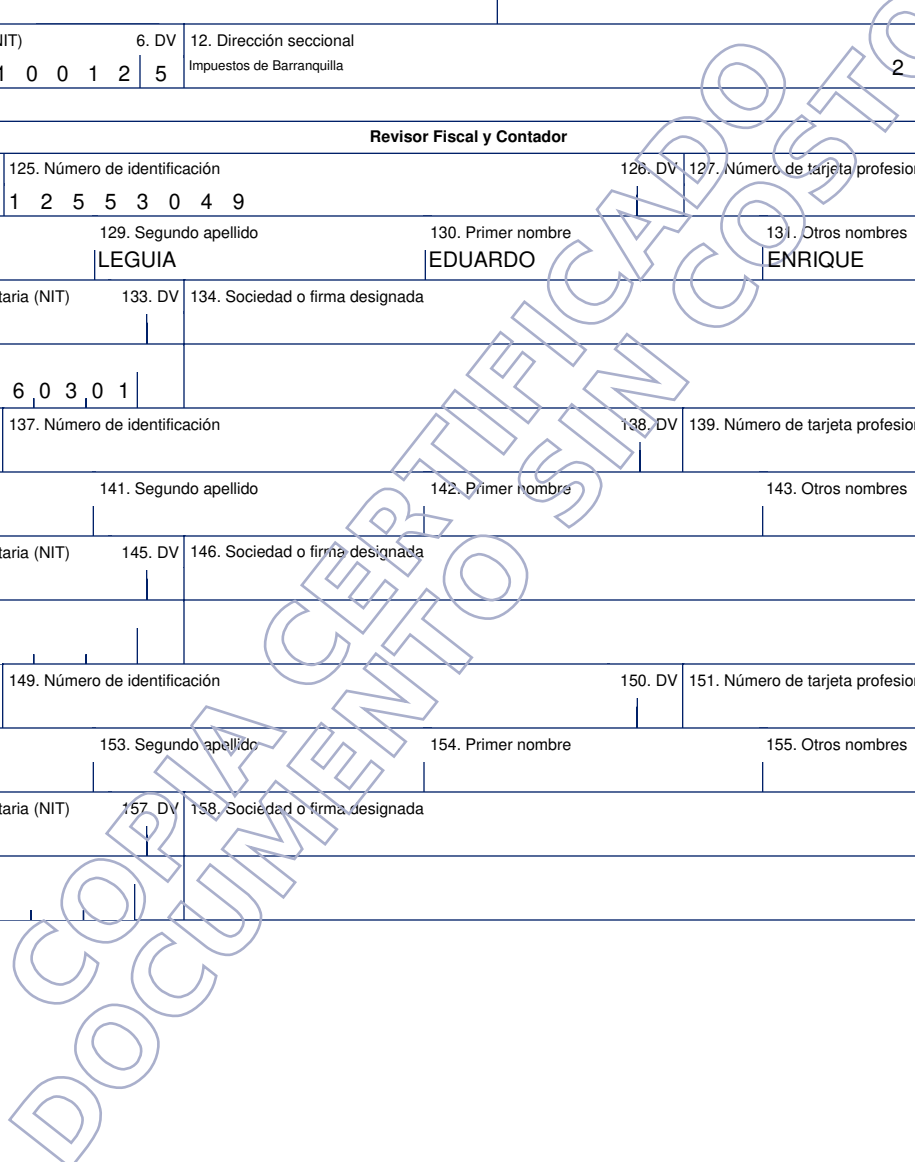 IIT) 6. DV 12. Dirección seccional
1 0 0 1 2 5 Impuestos de Barranquilla 2
Revisor Fiscal y Contador
125. Número de identificación 126. DV 127. Número de tarjeta profesion
1 2 5 5 3 0 4 9
129. Segundo apellido 130. Primer nombre 131. Otros nombres
LEGUIA EDUARDO ENRIQUE
taria (NIT) 133. DV 134. Sociedad o firma designada
6 0 3 0 1
137. Número de identificación 138. DV 139. Número de tarjeta profesion
141. Segundo apellido 142. Primer nombre 143. Otros nombres
taria (NIT) 145. DV 146. Sociedad o firma designada
149. Número de identificación 150. DV 151. Número de tarjeta profesion
153. Segundo apellido 154. Primer nombre 155. Otros nombres
taria (NIT) 157. DV 158. Sociedad o firma designada
COPIA CERTIFICADO
DOCUMENTO SIN COSTO